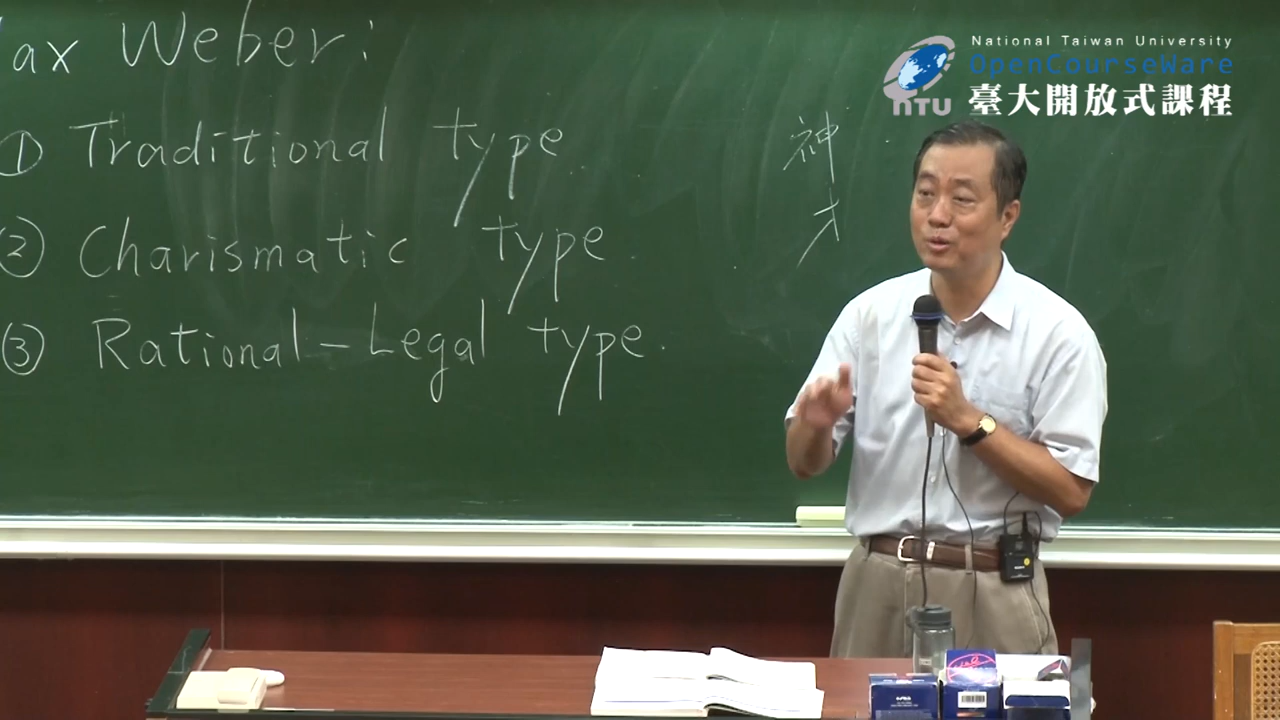 ax Weber:
① Traditional type.
② Charismatic type.
③ Rational-Legal type.
神
才
National Taiwan University
OpenCourseWare
臺大開放式課程
NTU